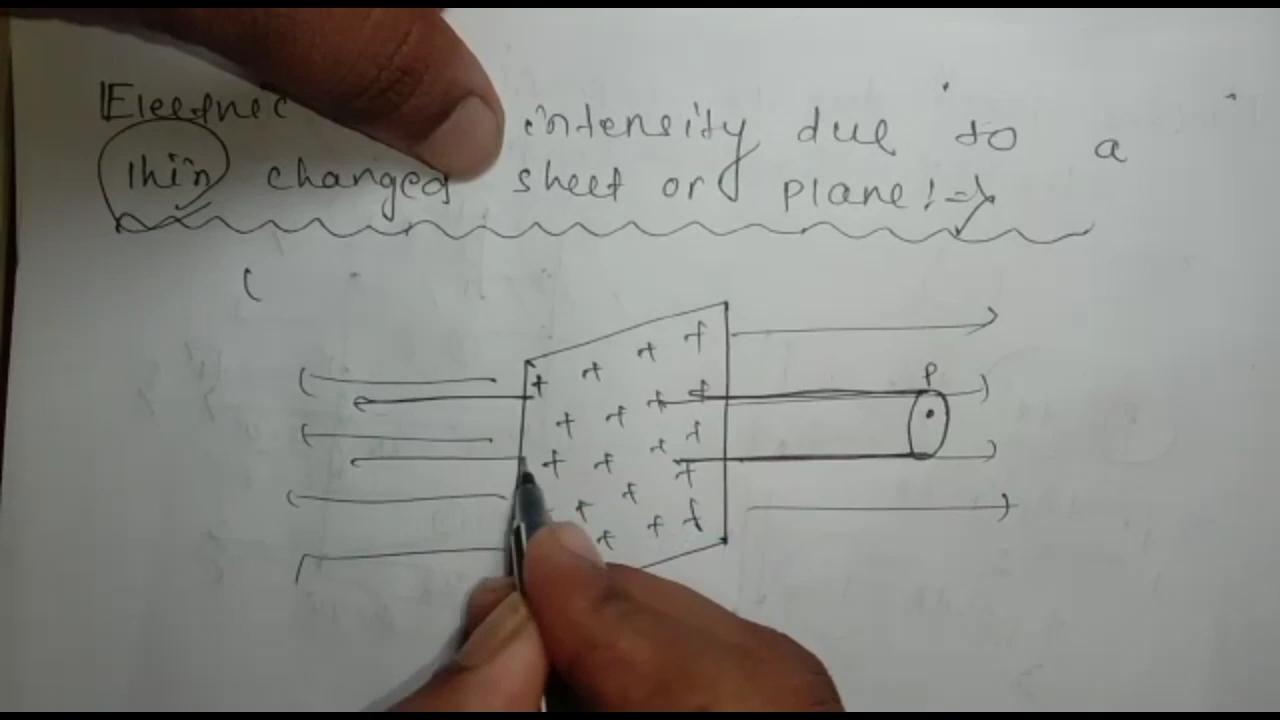 Electric intensity due to a
thin charged sheet or plane! ⇒
P